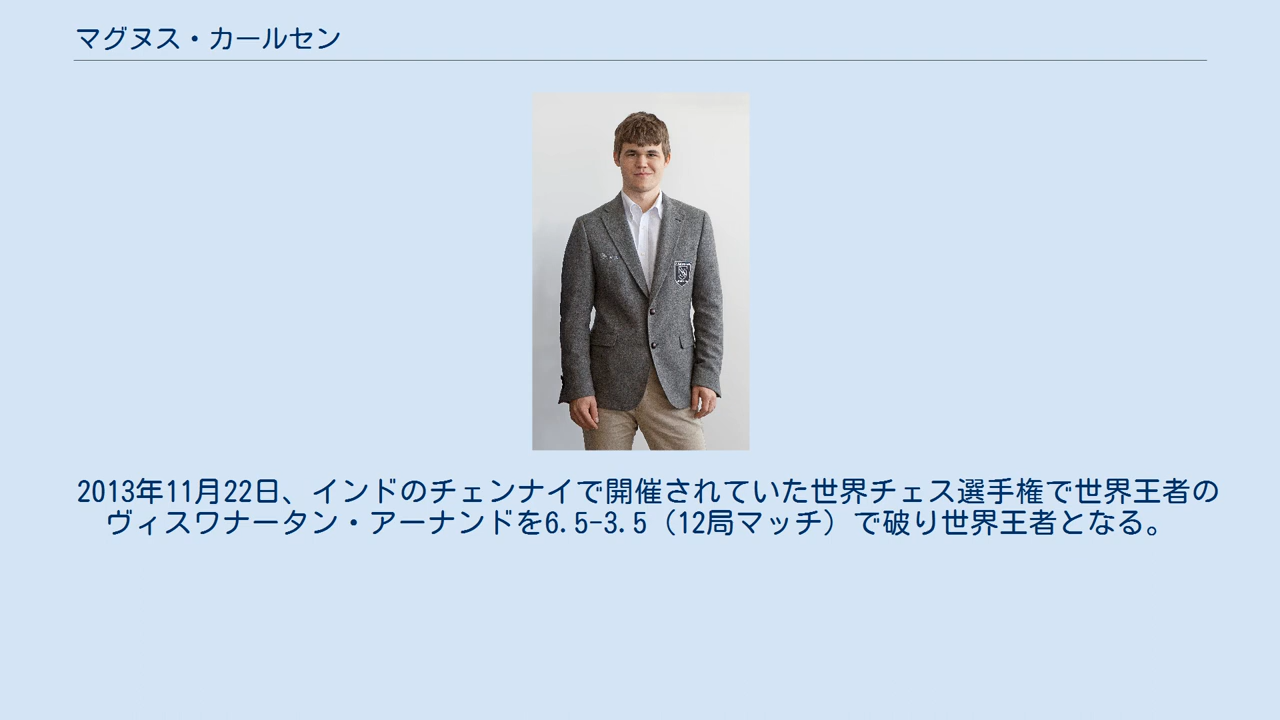 マグヌス・カールセン
2013年11月22日、インドのチェンナイで開催されていた世界チェス選手権で世界王者の
ヴィスワナータン・アーナンドを6.5-3.5（12局マッチ）で破り世界王者となる。